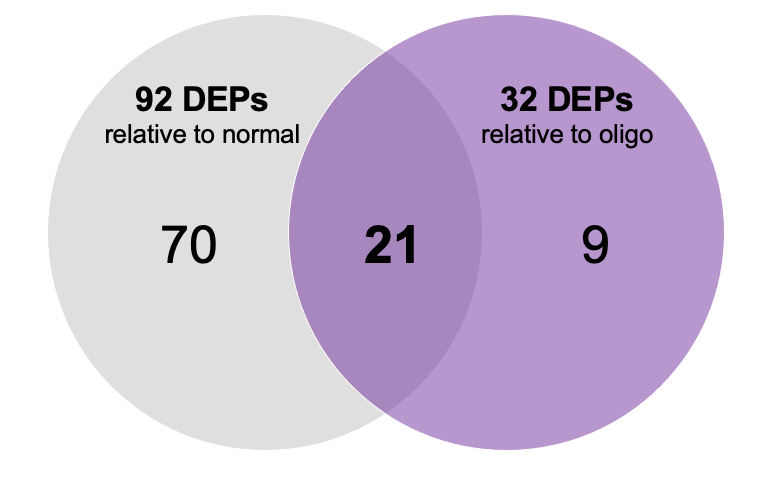 92 DEPs
relative to normal
32 DEPs
relative to oligo
70
21
9